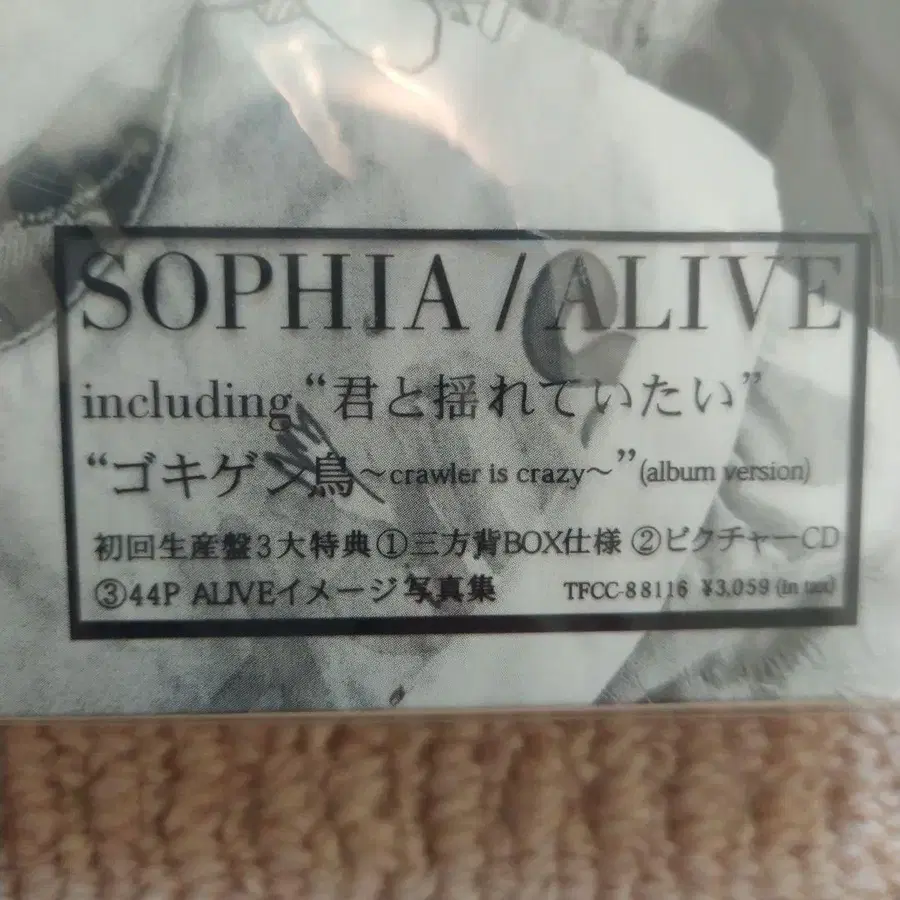 SOPHIA / ALIVE
including “君と揺れていたい”
“ゴキゲン鳥〜crawler is crazy〜”(album version)
初回生産盤3大特典①三方背BOX仕様 ②ピクチャーCD
③44P ALIVEイメージ写真集 TFCC-88116 ¥3,059 (in tax)